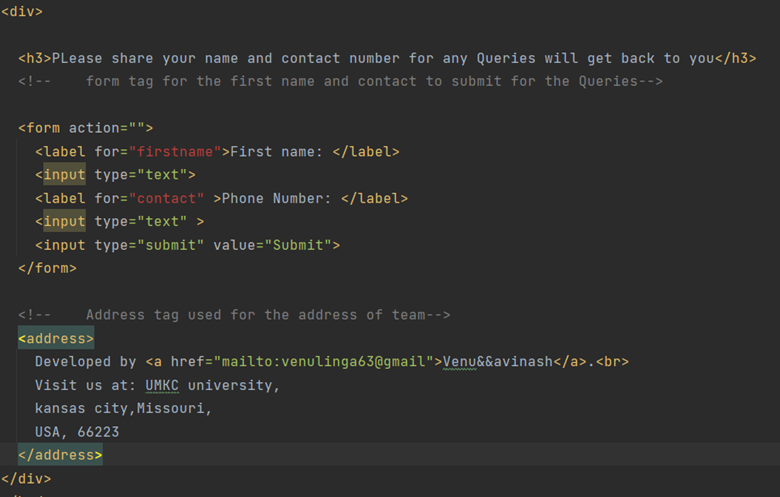 <div>
<h3>PLease share your name and contact number for any Queries will get back to you</h3>
<!--    form tag for the first name and contact to submit for the Queries-->
<form action="">
<label for="firstname">First name: </label>
<input type="text">
<label for="contact" >Phone Number: </label>
<input type="text" >
<input type="submit" value="Submit">
</form>
<!--    Address tag used for the address of team-->
<address>
Developed by <a href="mailto:venulinga63@gmail">Venu&&avinash</a>.<br>
Visit us at: UMKC university,
kansas city,Missouri,
USA, 66223
</address>
</div>